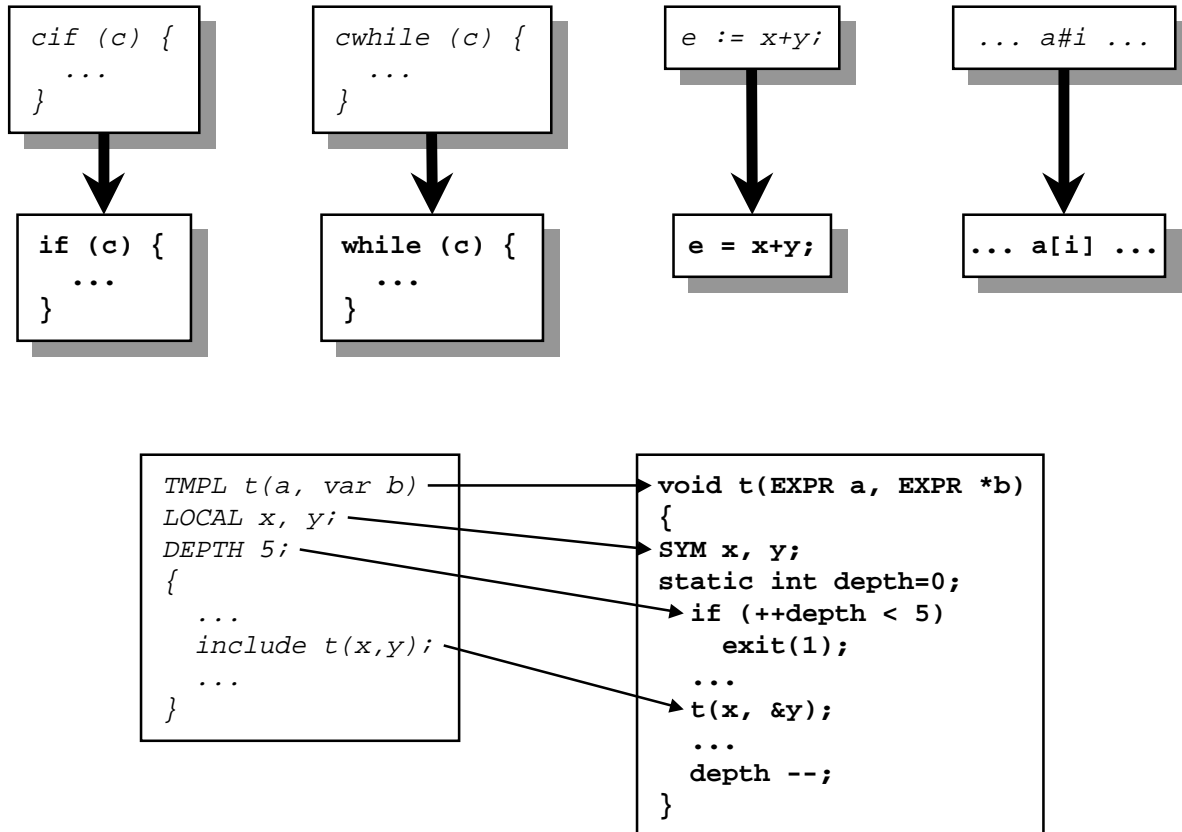 cif (c) {
...
}
cwhile (c) {
...
}
e := x+y;
... a#i ...
if (c) {
...
}
while (c) {
...
}
e = x+y;
... a[i] ...
TMPL t(a, var b)
LOCAL x, y;
DEPTH 5;
{
...
include t(x,y);
...
}
void t(EXPR a, EXPR *b)
{
SYM x, y;
static int depth=0;
if (++depth < 5)
exit(1);
...
t(x, &y);
...
depth --;
}